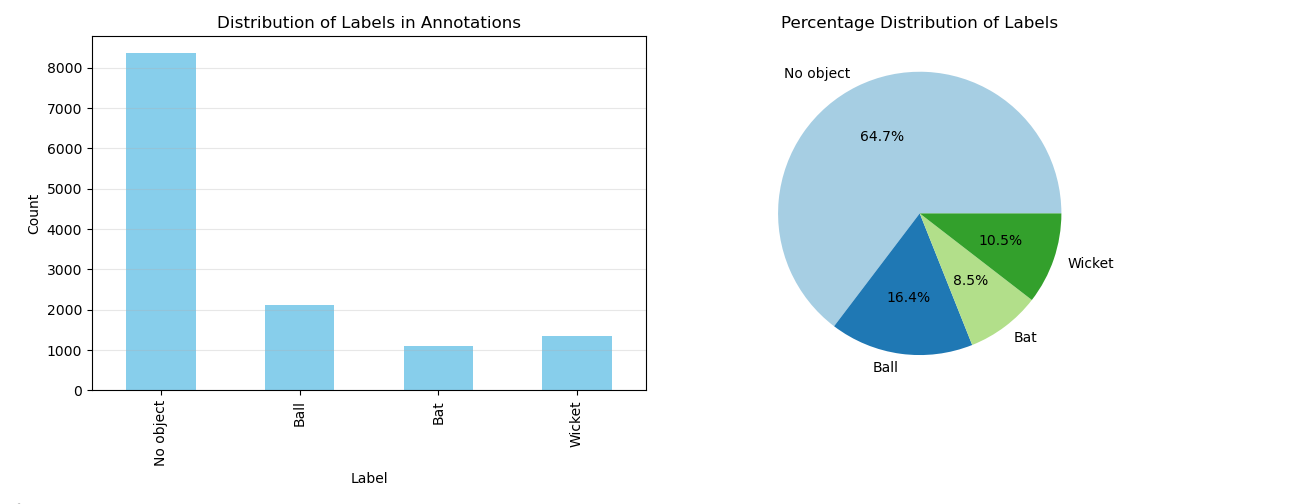 Distribution of Labels in Annotations
8000
7000
6000
5000
4000
3000
2000
1000
0
Count
No object
Ball
Bat
Wicket
Label
Percentage Distribution of Labels
No object
64.7%
10.5%
Wicket
8.5%
16.4%
Bat
Ball